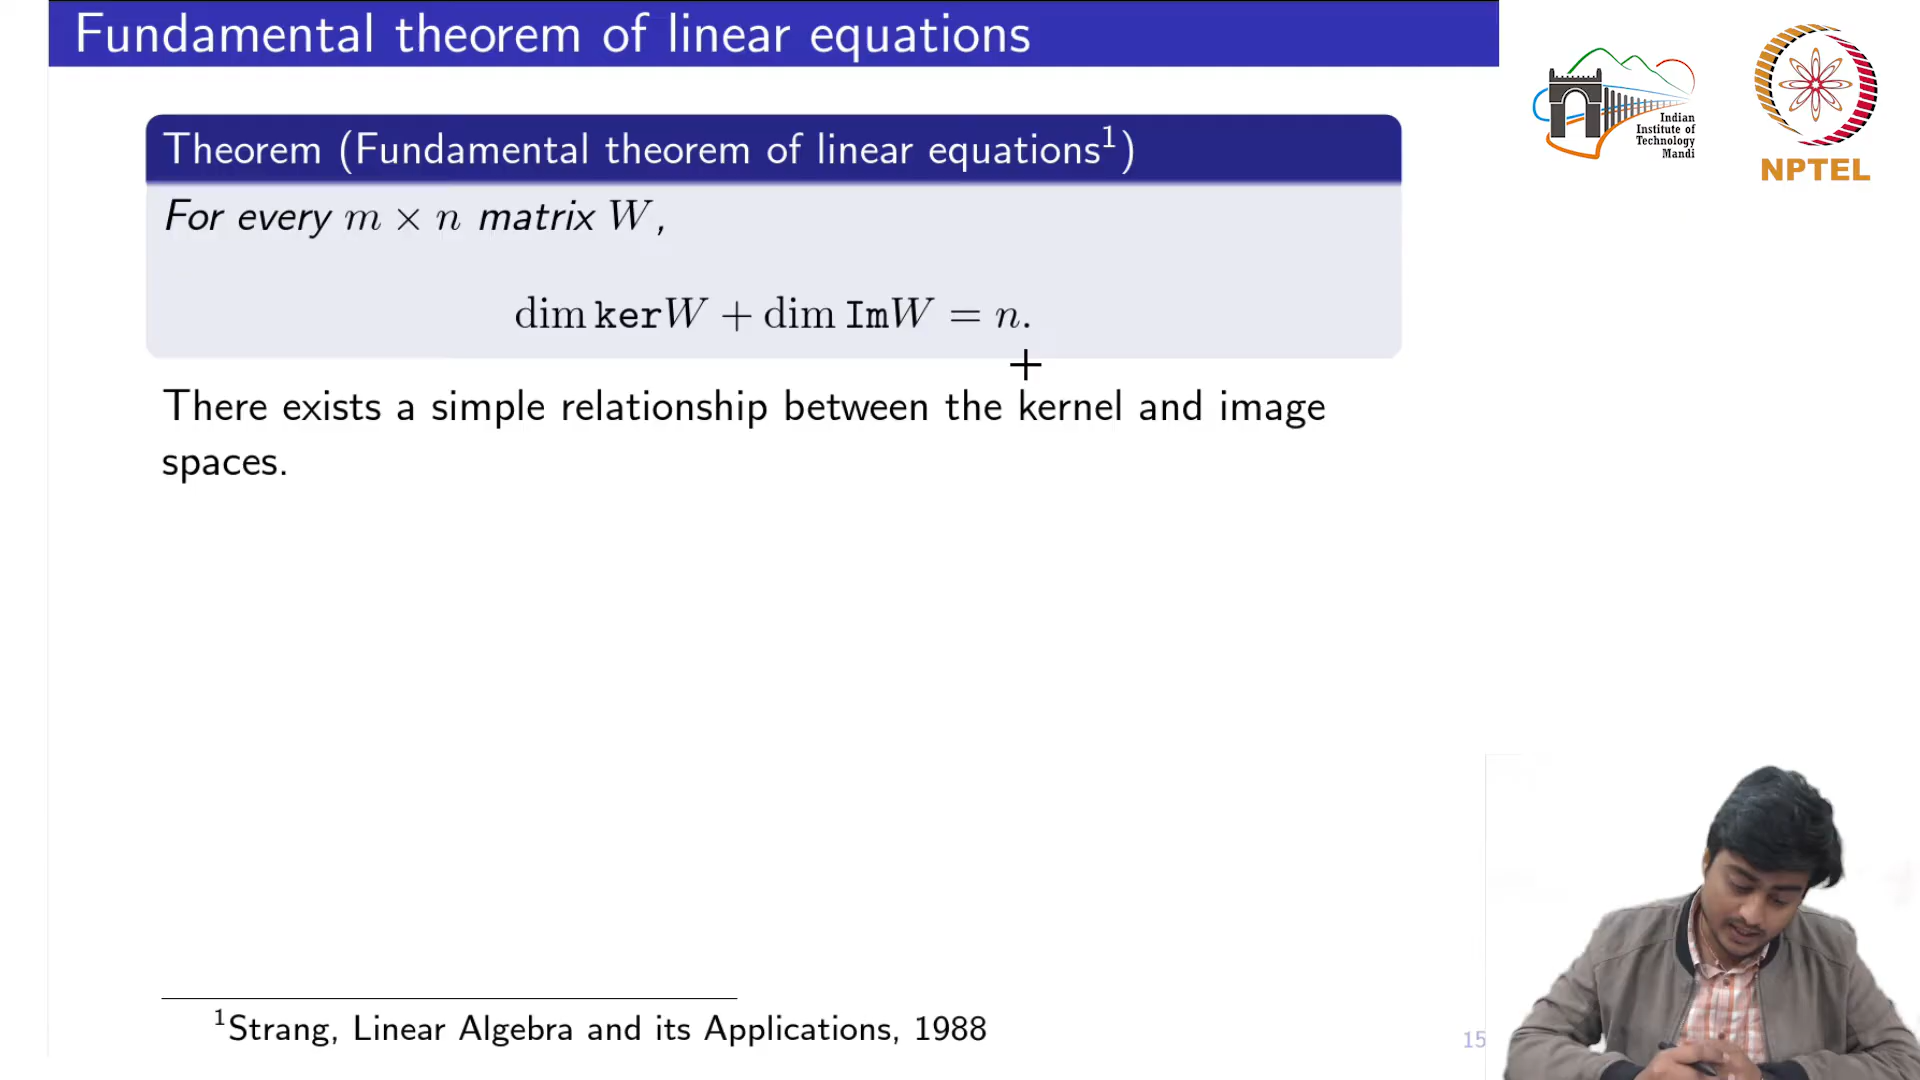 Fundamental theorem of linear equations
Indian
Institute of
Technology
Mandi
NPTEL
Theorem (Fundamental theorem of linear equations¹)
For every m × n matrix W,
dim kerW + dim ImW = n.
There exists a simple relationship between the kernel and image
spaces.
¹Strang, Linear Algebra and its Applications, 1988
15